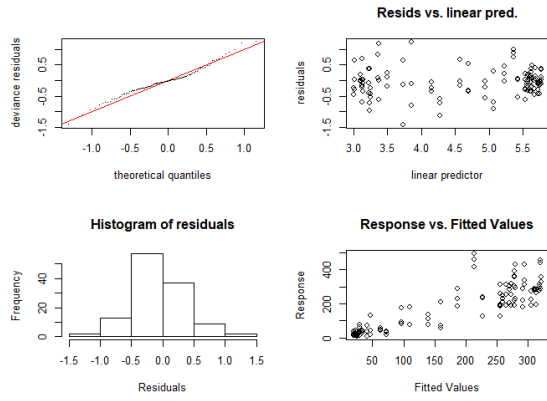 deviance residuals
-1.5 -0.5 0.5
-1.0 -0.5 0.0 0.5 1.0
theoretical quantiles
Resids vs. linear pred.
residuals
-1.5 -0.5 0.5
3.0 3.5 4.0 4.5 5.0 5.5
linear predictor
Histogram of residuals
Frequency
0 20 40
-1.5 -1.0 -0.5 0.0 0.5 1.0 1.5
Residuals
Response vs. Fitted Values
Response
0 200 400
50 100 150 200 250 300
Fitted Values